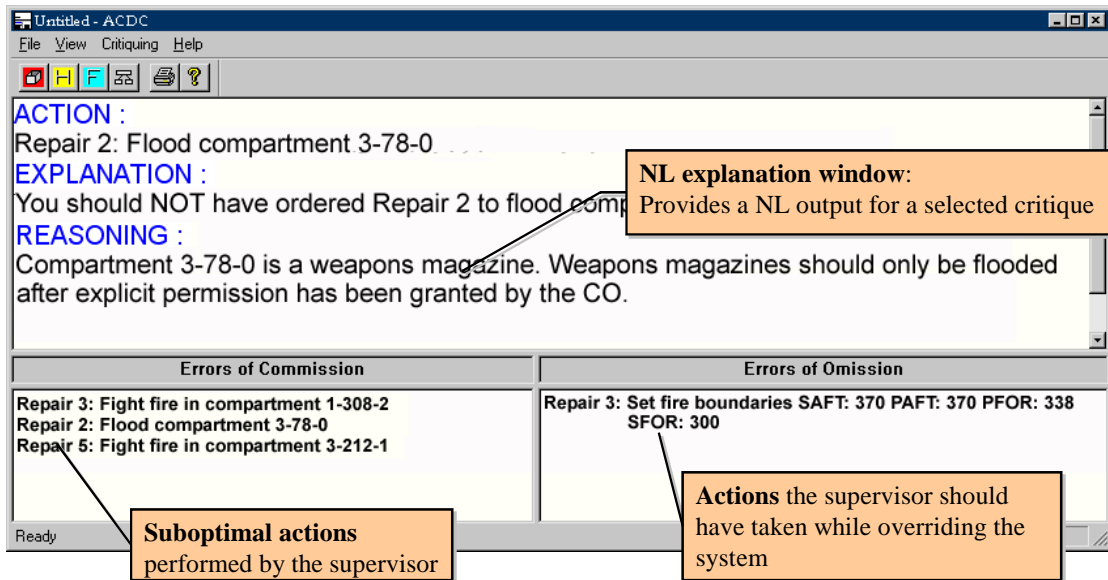 Untitled - ACDC
File View Critiquing Help
H F ?
ACTION :
Repair 2: Flood compartment 3-78-0
EXPLANATION :
You should NOT have ordered Repair 2 to flood
NL explanation window:
Provides a NL output for a selected critique
REASONING :
Compartment 3-78-0 is a weapons magazine. Weapons magazines should only be flooded
after explicit permission has been granted by the CO.
Errors of Commission
Repair 3: Fight fire in compartment 1-308-2
Repair 2: Flood compartment 3-78-0
Repair 5: Fight fire in compartment 3-212-1
Errors of Omission
Repair 3: Set fire boundaries SAFT: 370 PAFT: 370 PFOR: 338
SFOR: 300
Suboptimal actions
performed by the supervisor
Actions the supervisor should
have taken while overriding the
system
Ready